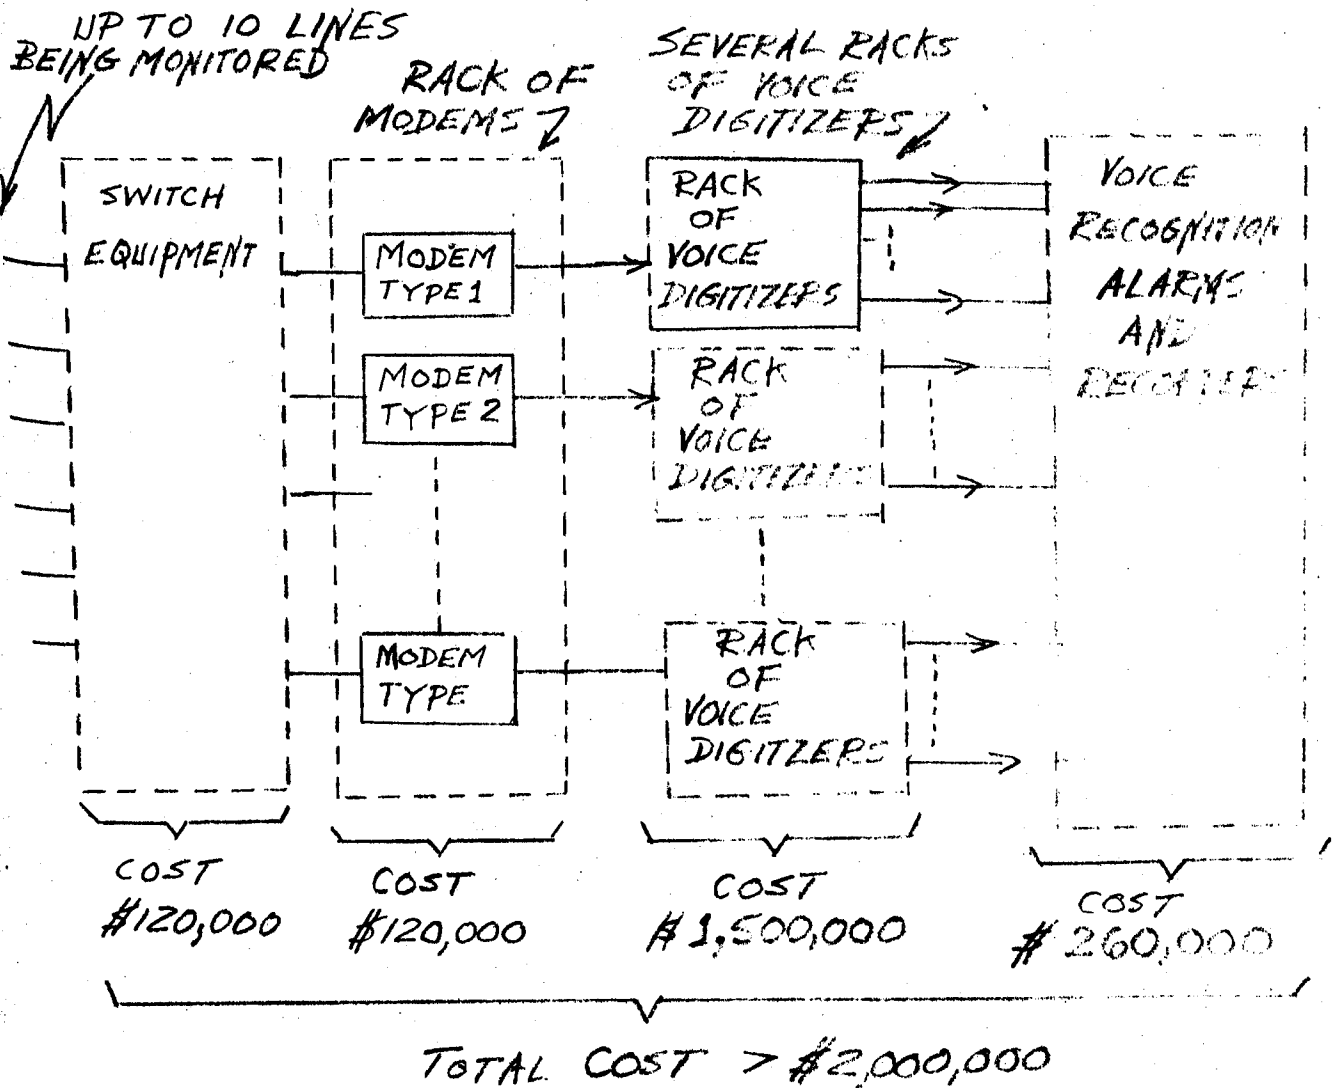 UP TO 10 LINES
BEING MONITORED
RACK OF
MODEMS
SEVERAL RACKS
OF VOICE
DIGITIZERS
SWITCH
EQUIPMENT
MODEM
TYPE 1
MODEM
TYPE 2
MODEM
TYPE
RACK
OF
VOICE
DIGITIZERS
RACK
OF
VOICE
DIGITIZERS
RACK
OF
VOICE
DIGITZERS
VOICE
RECOGNITION
ALARMS
AND
RECORDERS
COST
$120,000
COST
$120,000
COST
$1,500,000
COST
$260,000
TOTAL COST > $2,000,000